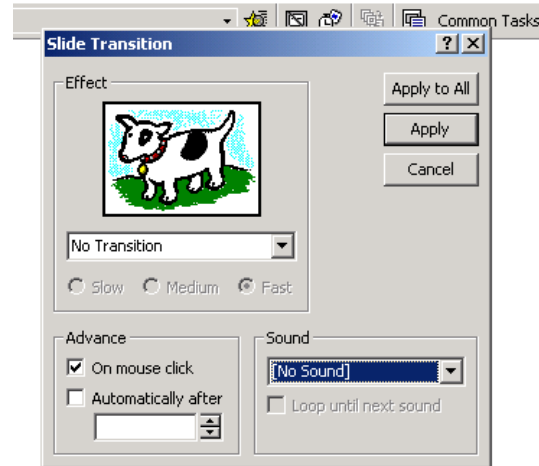 Common Tasks
Slide Transition
Effect
Apply to All
Apply
Cancel
No Transition
Slow Medium Fast
Advance
On mouse click
Automatically after
Sound
[No Sound]
Loop until next sound